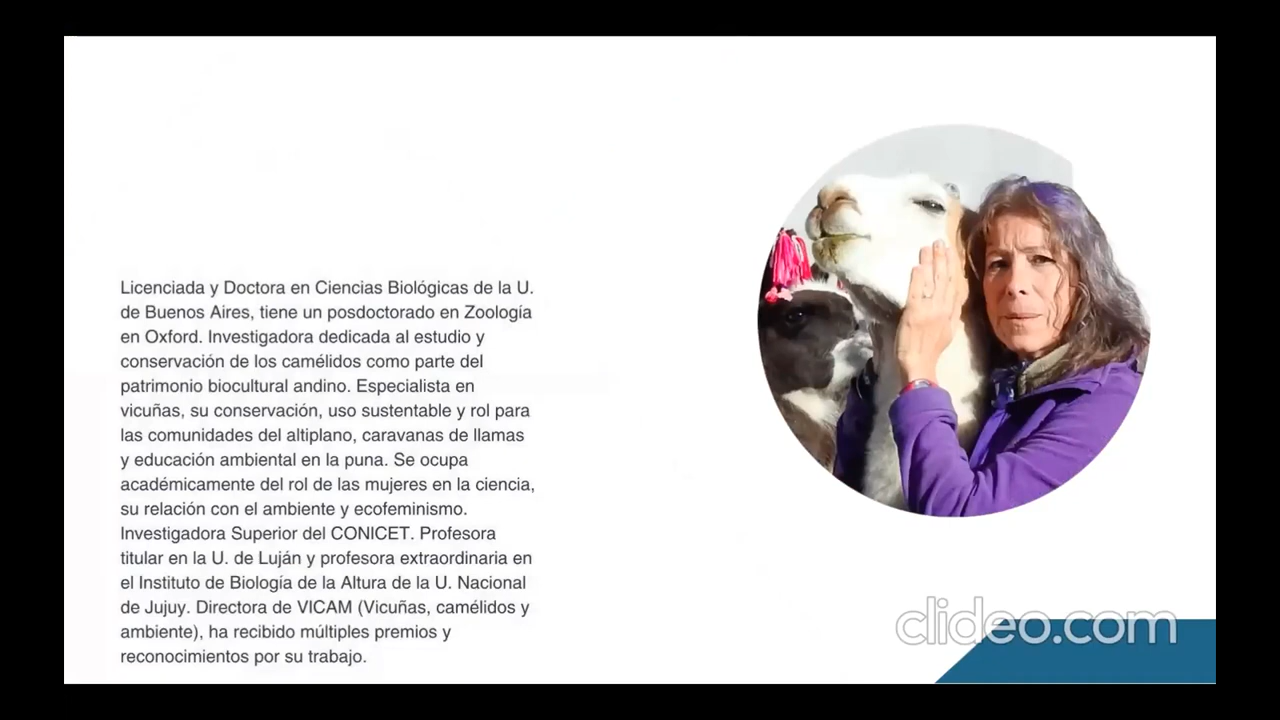 Licenciada y Doctora en Ciencias Biológicas de la U.
de Buenos Aires, tiene un posdoctorado en Zoología
en Oxford. Investigadora dedicada al estudio y
conservación de los camélidos como parte del
patrimonio biocultural andino. Especialista en
vicuñas, su conservación, uso sustentable y rol para
las comunidades del altiplano, caravanas de llamas
y educación ambiental en la puna. Se ocupa
académicamente del rol de las mujeres en la ciencia,
su relación con el ambiente y ecofeminismo.
Investigadora Superior del CONICET. Profesora
titular en la U. de Luján y profesora extraordinaria en
el Instituto de Biología de la Altura de la U. Nacional
de Jujuy. Directora de VICAM (Vicuñas, camélidos y
ambiente), ha recibido múltiples premios y
reconocimientos por su trabajo.
clideo.com